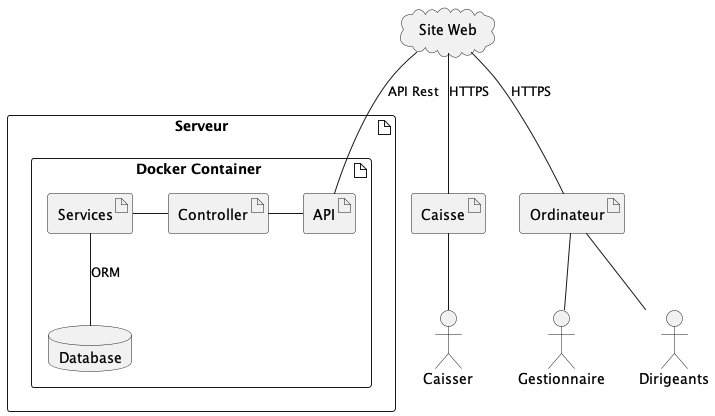 Site Web
API Rest
HTTPS
HTTPS
Serveur
Docker Container
Services
Controller
API
Caisse
Ordinateur
ORM
Database
Caisser
Gestionnaire
Dirigeants